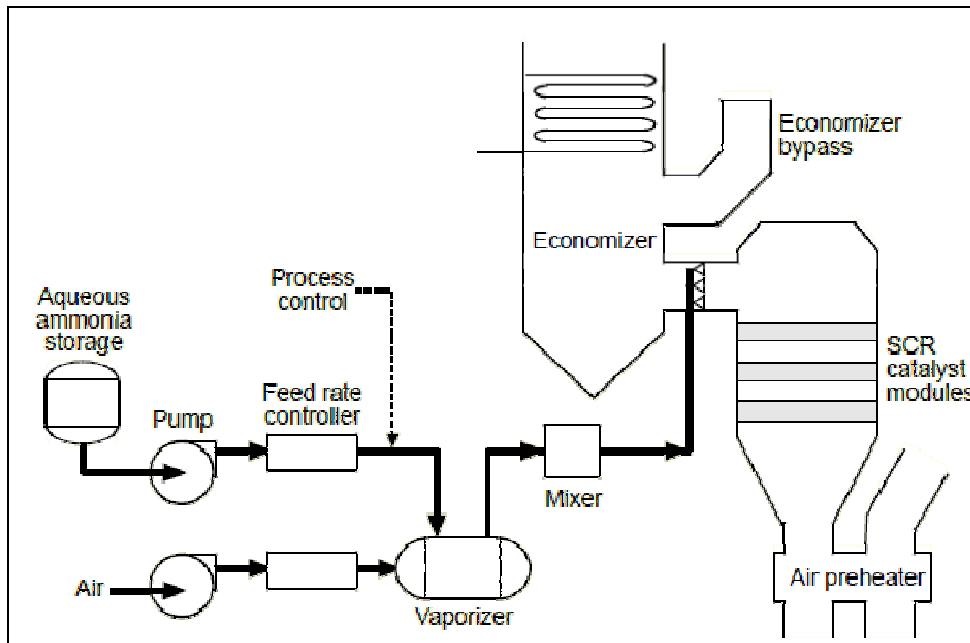 Economizer
bypass
Economizer
Process
control
Aqueous
ammonia
storage
SCR
catalyst
modules
Feed rate
controller
Pump
Mixer
Air
Air preheater
Vaporizer